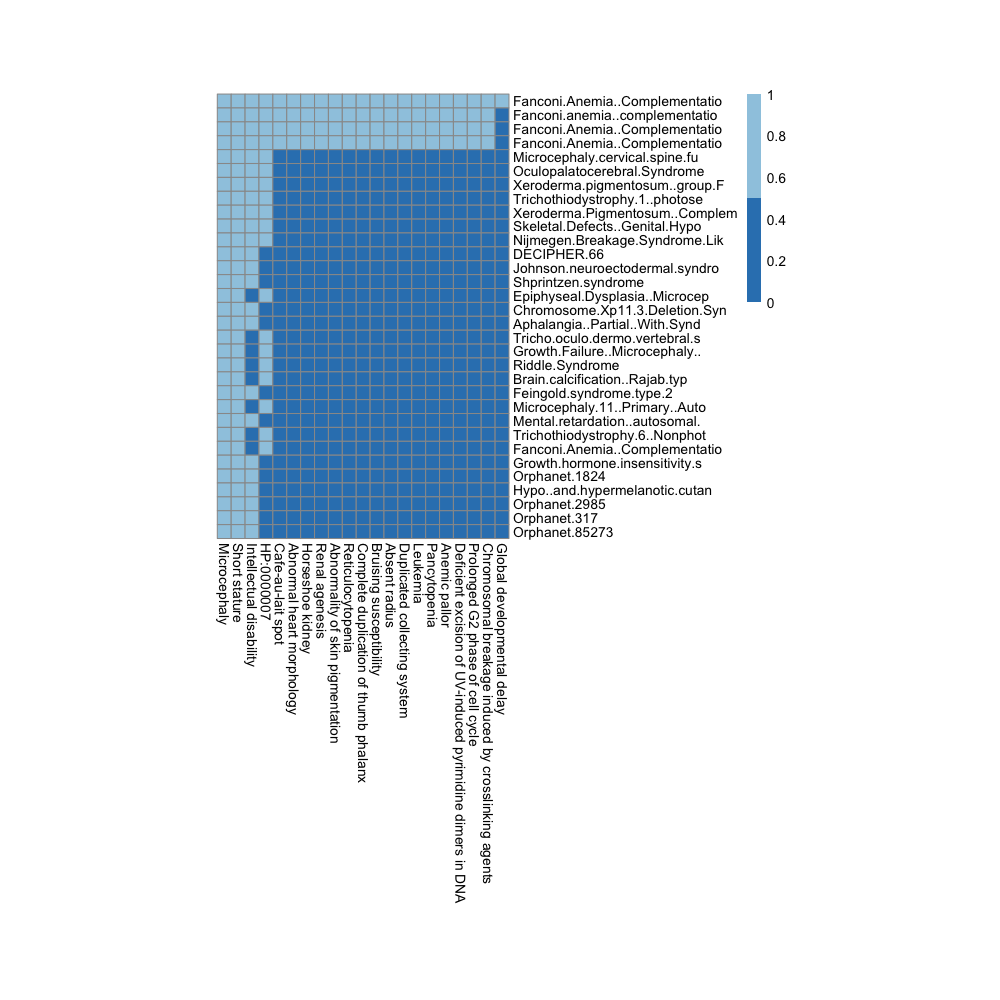 Fanconi.Anemia..Complementatio
Fanconi.anemia..complementatio
Fanconi.Anemia..Complementatio
Fanconi.Anemia..Complementatio
Microcephaly.cervical.spine.fu
Oculopalatocerebral.Syndrome
Xeroderma.pigmentosum..group.F
Trichothiodystrophy.1..photose
Xeroderma.Pigmentosum..Complem
Skeletal.Defects..Genital.Hypo
Nijmegen.Breakage.Syndrome.Lik
DECIPHER.66
Johnson.neuroectodermal.syndro
Shprintzen.syndrome
Epiphyseal.Dysplasia..Microcep
Chromosome.Xp11.3.Deletion.Syn
Aphalangia..Partial..With.Synd
Tricho.oculo.dermo.vertebral.s
Growth.Failure..Microcephaly..
Riddle.Syndrome
Brain.calcification..Rajab.typ
Feingold.syndrome.type.2
Microcephaly.11..Primary..Auto
Mental.retardation..autosomal.
Trichothiodystrophy.6..Nonphot
Fanconi.Anemia..Complementatio
Growth.hormone.insensitivity.s
Orphanet.1824
Hypo..and.hypermelanotic.cutan
Orphanet.2985
Orphanet.317
Orphanet.85273
1
0.8
0.6
0.4
0.2
0
Microcephaly
Short stature
Intellectual disability
HP:0000007
Cafe-au-lait spot
Abnormal heart morphology
Horseshoe kidney
Renal agenesis
Abnormality of skin pigmentation
Reticulocytopenia
Complete duplication of thumb phalanx
Bruising susceptibility
Absent radius
Duplicated collecting system
Leukemia
Pancytopenia
Anemic pallor
Deficient excision of UV-induced pyrimidine dimers in DNA
Prolonged G2 phase of cell cycle
Chromosomal breakage induced by crosslinking agents
Global developmental delay